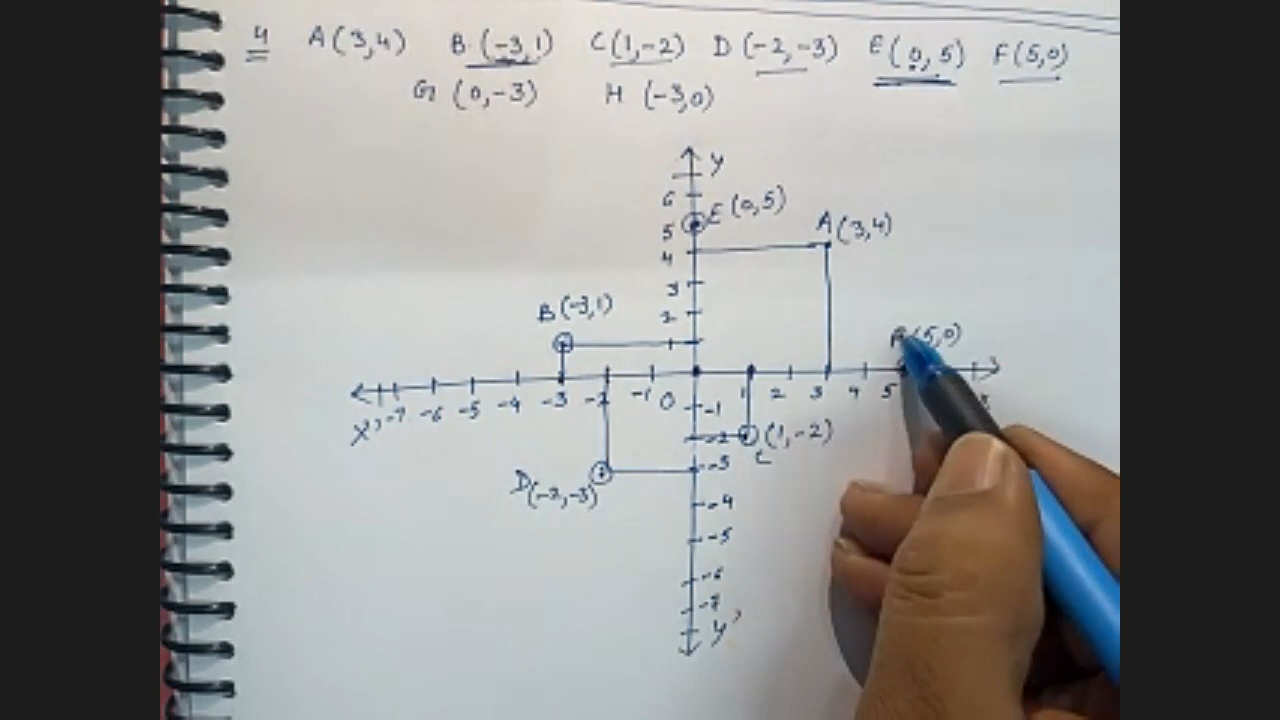 4 A(3,4) B(-3,1) C(1,-2) D(-2,-3) E(0,5) F(5,0)
G(0,-3) H(-3,0)
y
6
E(0,5)
5
A(3,4)
4
3
B(-3,1)
2
(5,0)
X' -7 -6 -5 -4 -3 -2 -1 0 1 2 3 4 5
-1
-2 (1,-2)
C
-3
D(-2,-3)
-4
-5
-6
-7
y'